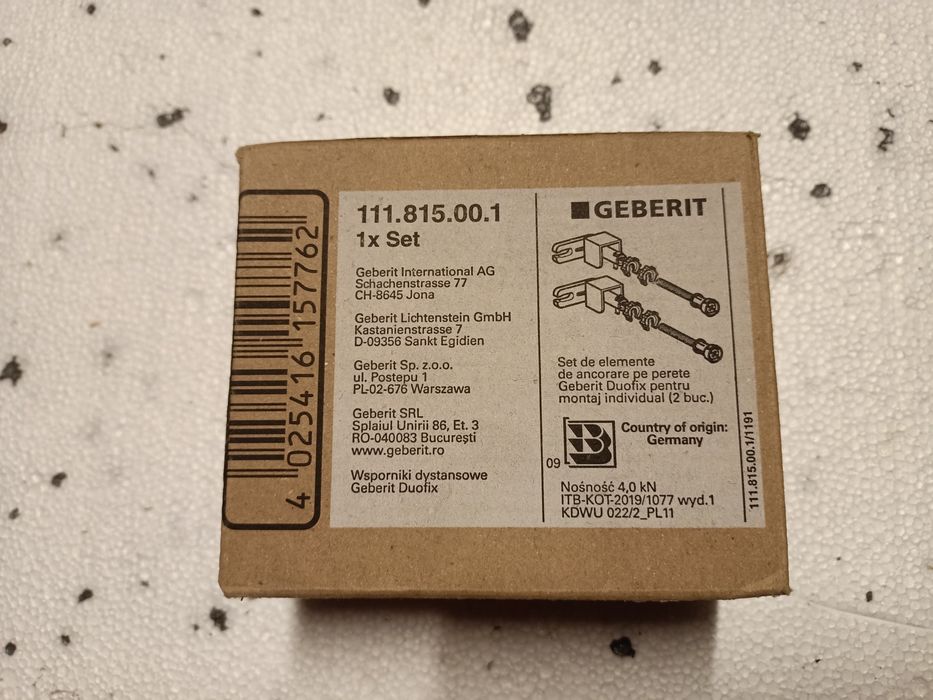 4 025416 157762
111.815.00.1
1x Set
Geberit International AG
Schachenstrasse 77
CH-8645 Jona
Geberit Lichtenstein GmbH
Kastanienstrasse 7
D-09356 Sankt Egidien
Geberit Sp. z.o.o.
ul. Postępu 1
PL-02-676 Warszawa
Geberit SRL
Splaiul Unirii 86, Et. 3
RO-040083 Bucureşti
www.geberit.ro
Wsporniki dystansowe
Geberit Duofix
GEBERIT
Set de elemente
de ancorare pe perete
Geberit Duofix pentru
montaj individual (2 buc.)
09
Country of origin:
Germany
Nośność 4,0 kN
ITB-KOT-2019/1077 wyd.1
KDWU 022/2_PL11
111.815.00.1/1191